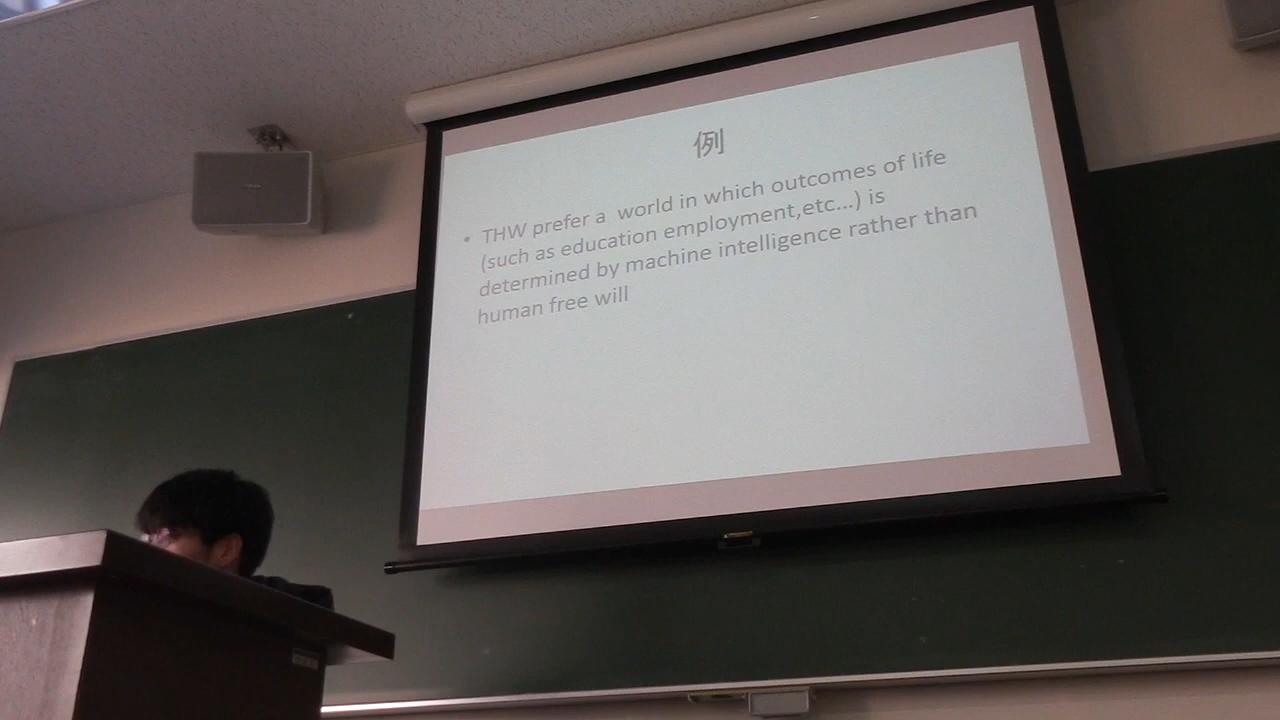 例
• THW prefer a world in which outcomes of life
(such as education employment,etc...) is
determined by machine intelligence rather than
human free will